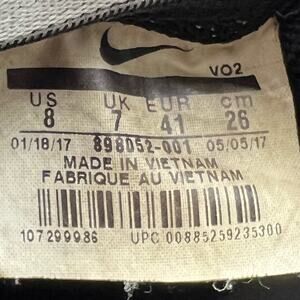 VO2
US UK EUR cm
8 7 41 26
01/18/17 898052-001 05/05/17
MADE IN VIETNAM
FABRIQUE AU VIETNAM
107299986 UPC 00885259235300